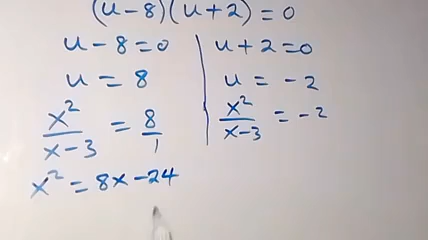 (u-8)(u+2)=0
u-8=0
u=8
x²/(x-3) = 8/1
x² = 8x-24
u+2=0
u=-2
x²/(x-3) = -2